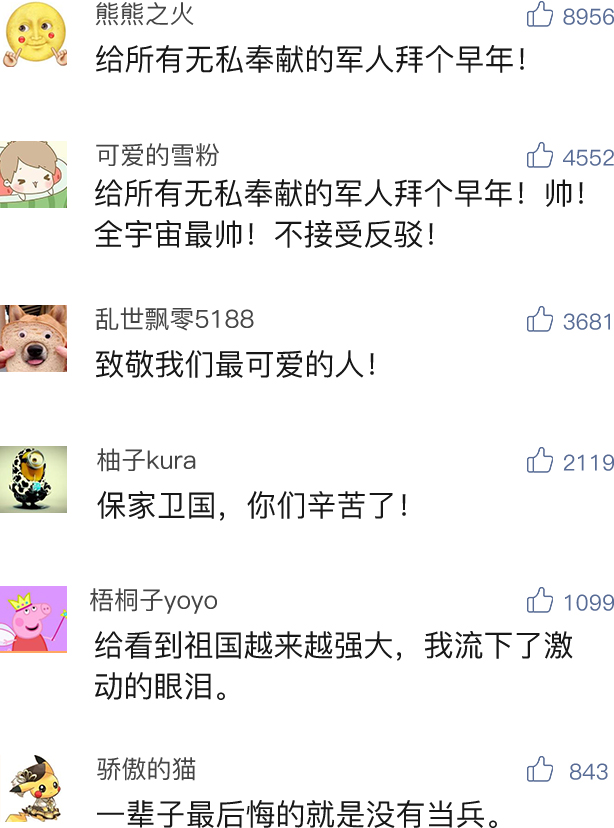 熊熊之火 8956
给所有无私奉献的军人拜个早年!
可爱的雪粉 4552
给所有无私奉献的军人拜个早年!帅!
全宇宙最帅!不接受反驳!
乱世飘零5188 3681
致敬我们最可爱的人!
柚子kura 2119
保家卫国,你们辛苦了!
梧桐子yoyo 1099
给看到祖国越来越强大,我流下了激
动的眼泪。
骄傲的猫 843
一辈子最后悔的就是没有当兵。